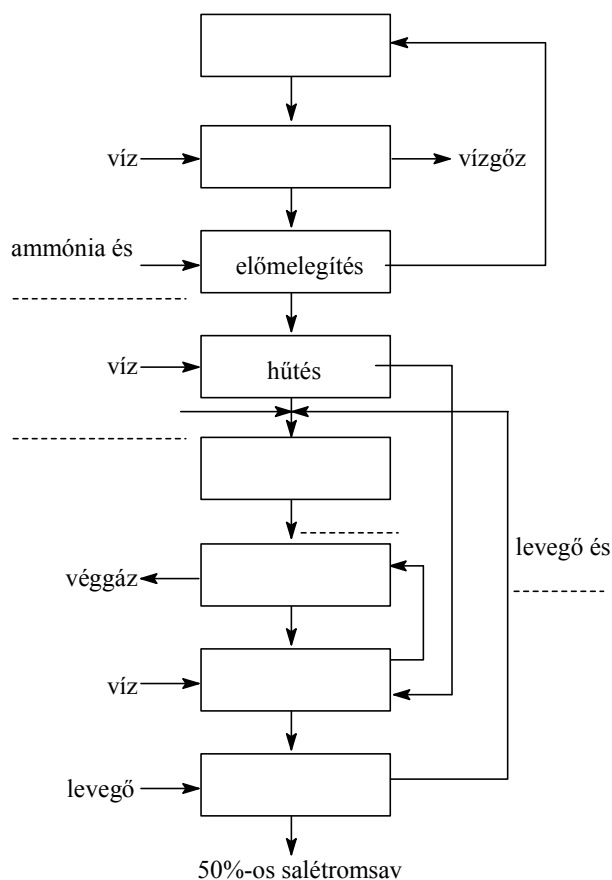 víz
vízgőz
ammónia és
előmelegítés
víz
hűtés
levegő és
véggáz
víz
levegő
50%-os salétromsav